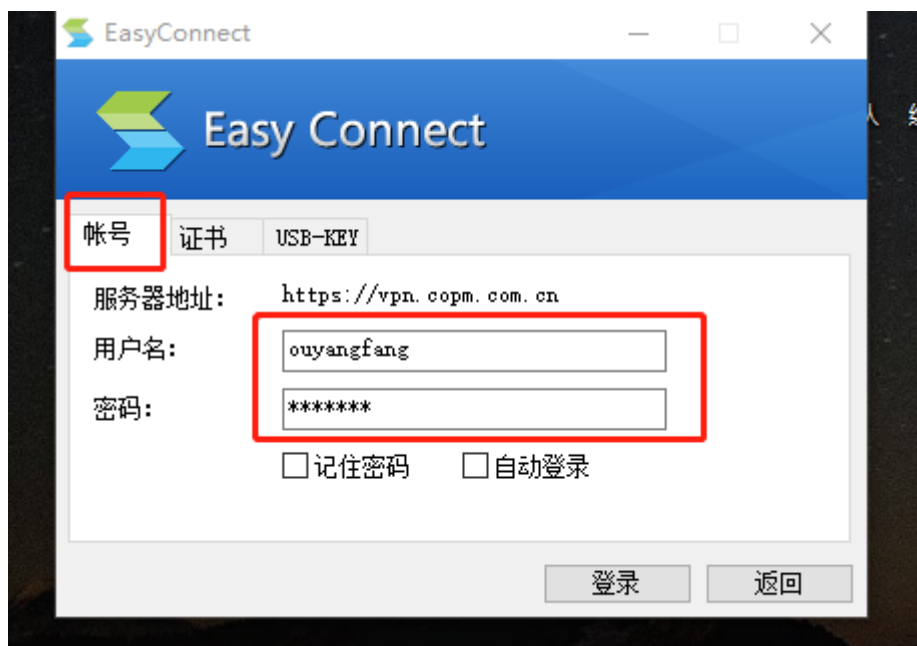 EasyConnect
Easy Connect
帐号 证书 USB-KEY
服务器地址： https://vpn.copm.com.cn
用户名： ouyangfang
密码： *******
记住密码 自动登录
登录 返回